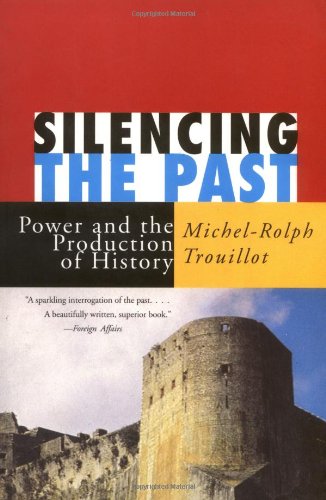 SILENCING
THE PAST
Power and the
Production
of History
Michel-Rolph
Trouillot
"A sparkling interrogation of the past. . . .
A beautifully written, superior book."
—Foreign Affairs